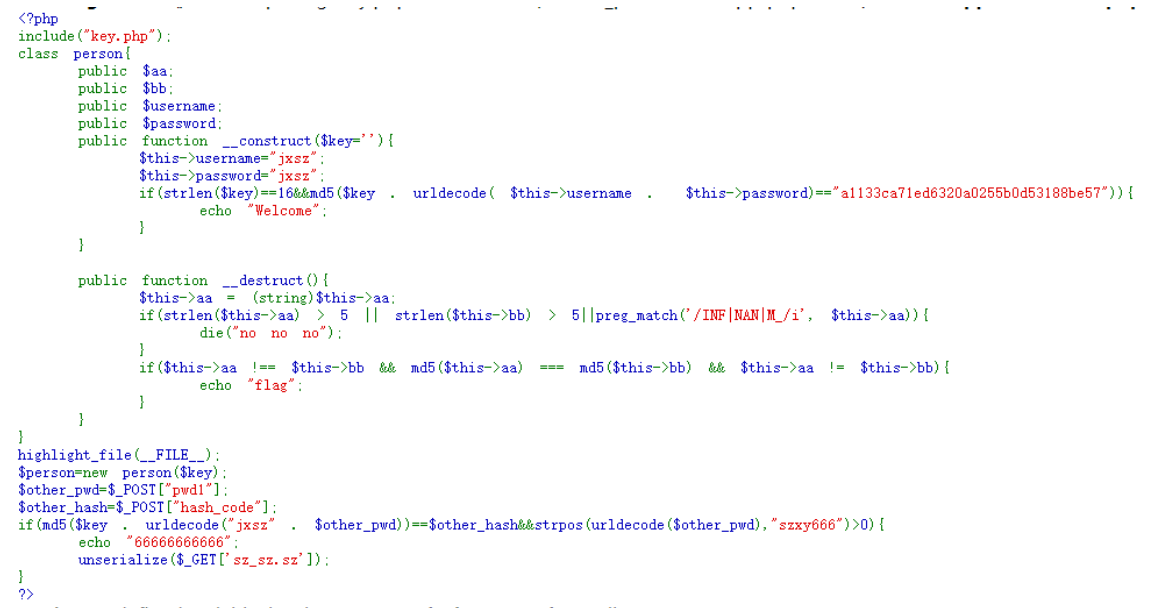 <?php
include("key.php");
class person{
public $aa;
public $bb;
public $username;
public $password;
public function __construct($key=''){
$this->username="jxsz";
$this->password="jxsz";
if(strlen($key)==16&&md5($key . urldecode( $this->username . $this->password)=="a1133ca71ed6320a0255b0d53188be57")){
echo "Welcome";
}
}
public function __destruct(){
$this->aa = (string)$this->aa;
if(strlen($this->aa) > 5 || strlen($this->bb) > 5||preg_match('/INF|NAN|M_/i', $this->aa)){
die("no no no");
}
if($this->aa !== $this->bb && md5($this->aa) === md5($this->bb) && $this->aa != $this->bb){
echo "flag";
}
}
}
highlight_file(__FILE__);
$person=new person($key);
$other_pwd=$_POST["pwd1"];
$other_hash=$_POST["hash_code"];
if(md5($key . urldecode("jxsz" . $other_pwd))==$other_hash&&strpos(urldecode($other_pwd),"szxy666")>0){
echo "66666666666";
unserialize($_GET['sz_sz.sz']);
}
?>